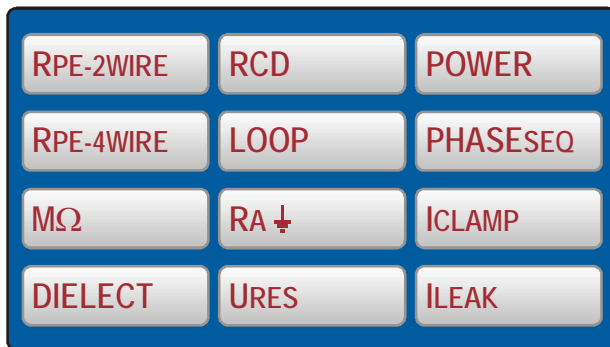 RPE-2WIRE RCD POWER
RPE-4WIRE LOOP PHASESEQ
MΩ RA ⏚ ICLAMP
DIELECT URES ILEAK